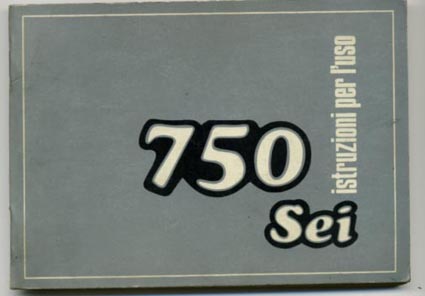 750
Sei
istruzioni per l'uso